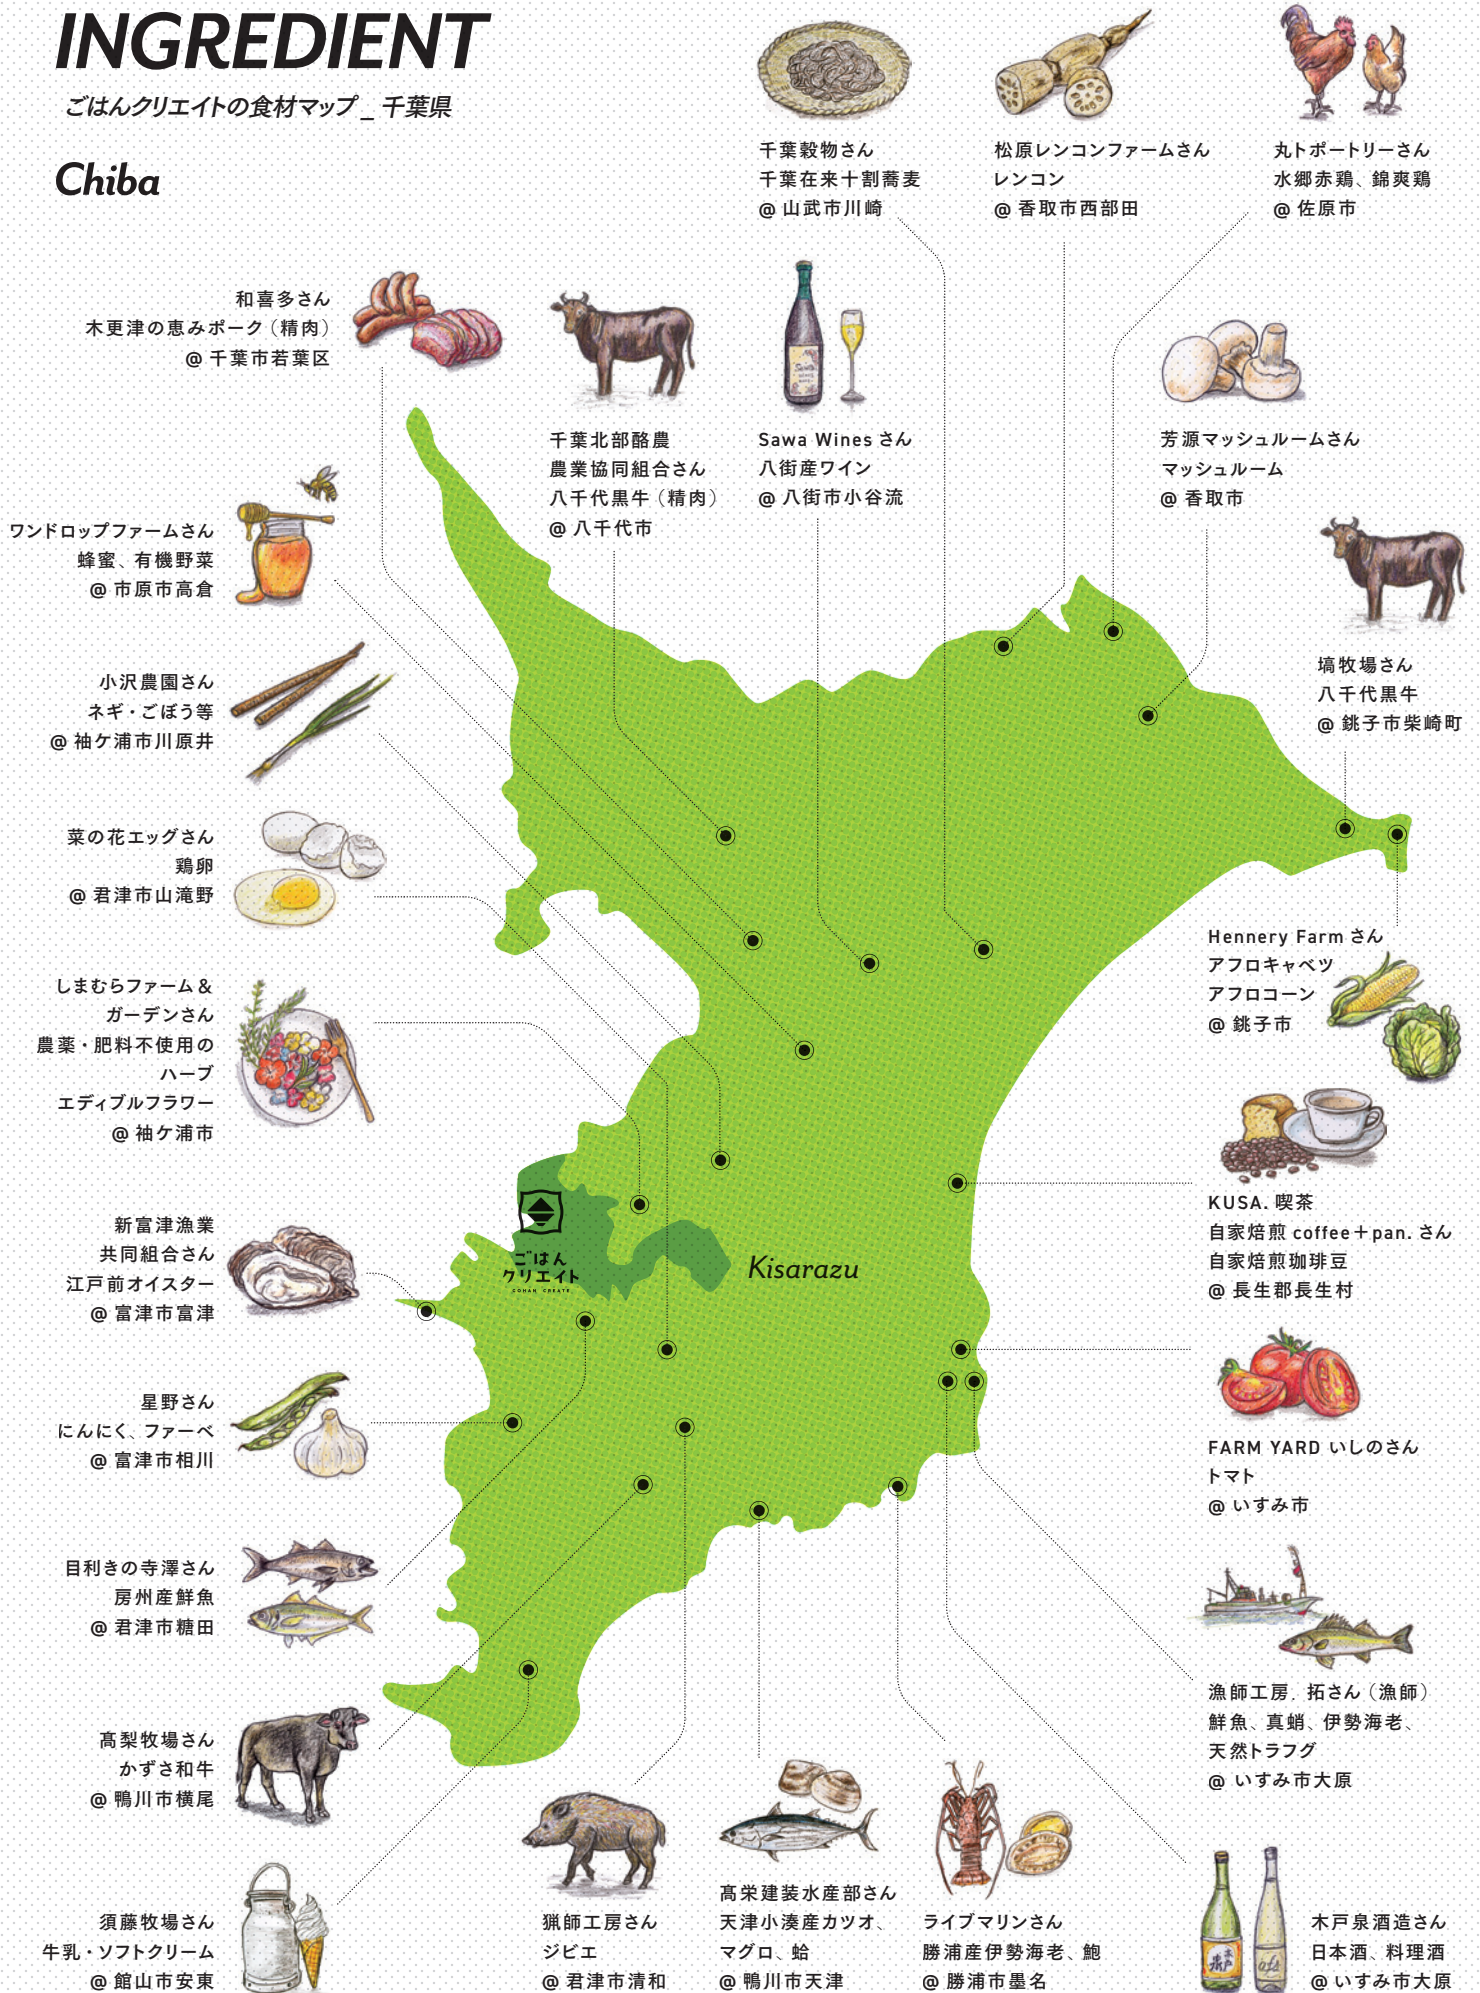 INGREDIENT
ごはんクリエイトの食材マップ _ 千葉県
Chiba
千葉穀物さん
千葉在来十割蕎麦
@ 山武市川崎
松原レンコンファームさん
レンコン
@ 香取市西部田
丸トポートリーさん
水郷赤鶏、錦爽鶏
@ 佐原市
和喜多さん
木更津の恵みポーク（精肉）
@ 千葉市若葉区
千葉北部酪農
農業協同組合さん
八千代黒牛（精肉）
@ 八千代市
Sawa Wines さん
八街産ワイン
@ 八街市小谷流
芳源マッシュルームさん
マッシュルーム
@ 香取市
ワンドロップファームさん
蜂蜜、有機野菜
@ 市原市高倉
塙牧場さん
八千代黒牛
@ 銚子市柴崎町
小沢農園さん
ネギ・ごぼう等
@ 袖ケ浦市川原井
菜の花エッグさん
鶏卵
@ 君津市山滝野
Hennery Farm さん
アフロキャベツ
アフロコーン
@ 銚子市
しまむらファーム &
ガーデンさん
農薬・肥料不使用の
ハーブ
エディブルフラワー
@ 袖ケ浦市
KUSA. 喫茶
自家焙煎 coffee＋pan. さん
自家焙煎珈琲豆
@ 長生郡長生村
ごはん
クリエイト
GOHAN CREATE
Kisarazu
新富津漁業
共同組合さん
江戸前オイスター
@ 富津市富津
星野さん
にんにく、ファーベ
@ 富津市相川
FARM YARD いしのさん
トマト
@ いすみ市
目利きの寺澤さん
房州産鮮魚
@ 君津市糠田
漁師工房. 拓さん（漁師）
鮮魚、真蛸、伊勢海老、
天然トラフグ
@ いすみ市大原
髙梨牧場さん
かずさ和牛
@ 鴨川市横尾
須藤牧場さん
牛乳・ソフトクリーム
@ 館山市安東
猟師工房さん
ジビエ
@ 君津市清和
髙栄建装水産部さん
天津小湊産カツオ、
マグロ、蛤
@ 鴨川市天津
ライブマリンさん
勝浦産伊勢海老、鮑
@ 勝浦市墨名
木戸泉酒造さん
日本酒、料理酒
@ いすみ市大原